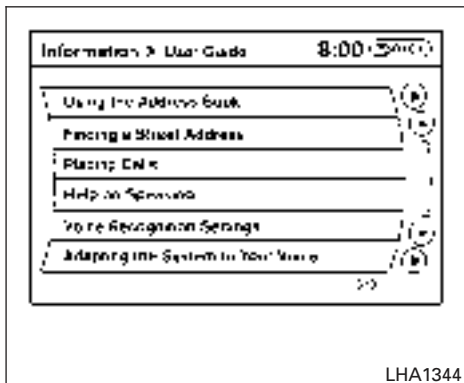 Information > User Guide 8:00
Using the Address Book
Finding a Street Address
Placing Calls
Help on Speaking
Voice Recognition Settings
Adapting the System to Your Voice
LHA1344